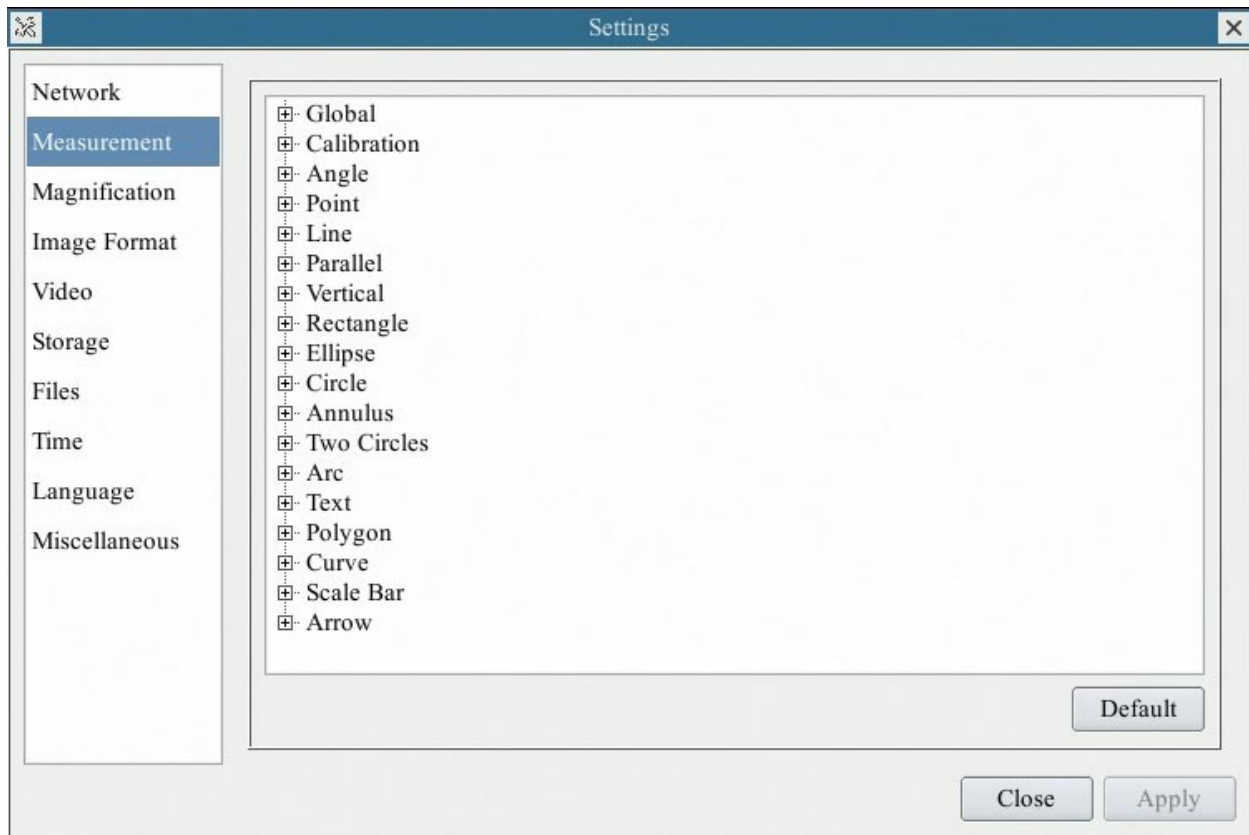 Settings
Network
Measurement
Magnification
Image Format
Video
Storage
Files
Time
Language
Miscellaneous
Global
Calibration
Angle
Point
Line
Parallel
Vertical
Rectangle
Ellipse
Circle
Annulus
Two Circles
Arc
Text
Polygon
Curve
Scale Bar
Arrow
Default
Close
Apply